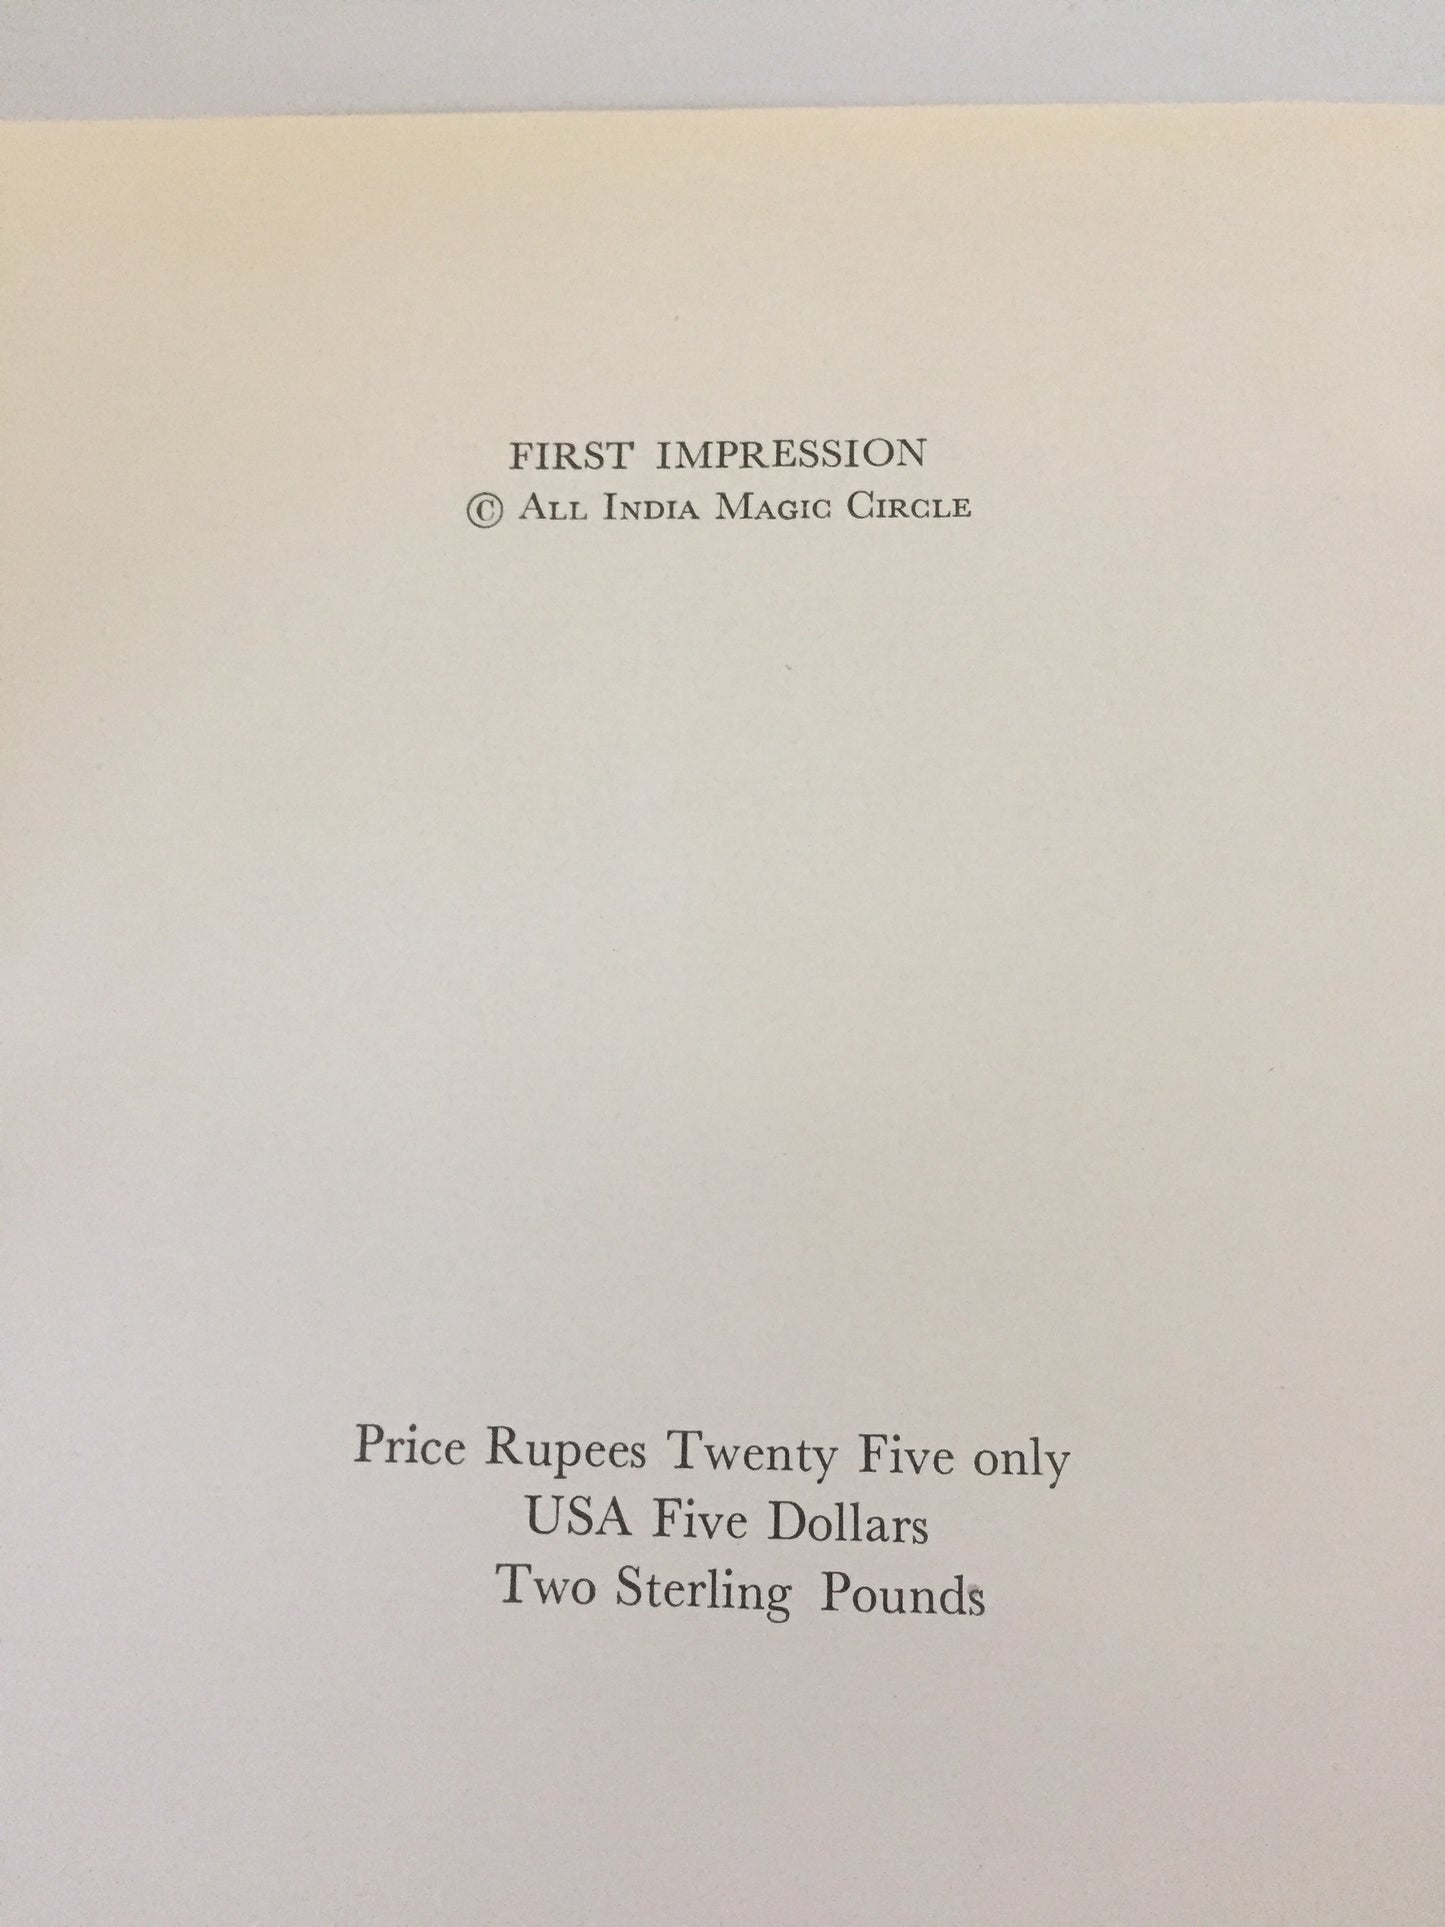 FIRST IMPRESSION
© ALL INDIA MAGIC CIRCLE
Price Rupees Twenty Five only
USA Five Dollars
Two Sterling Pounds